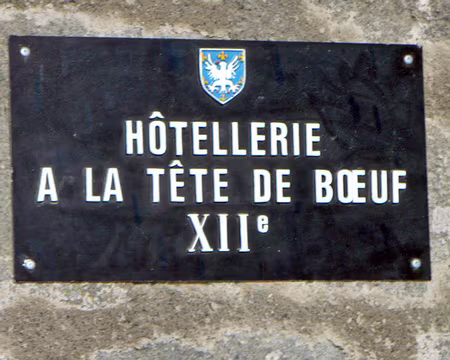 HÔTELLERIE
A LA TÊTE DE BŒUF
XIIe